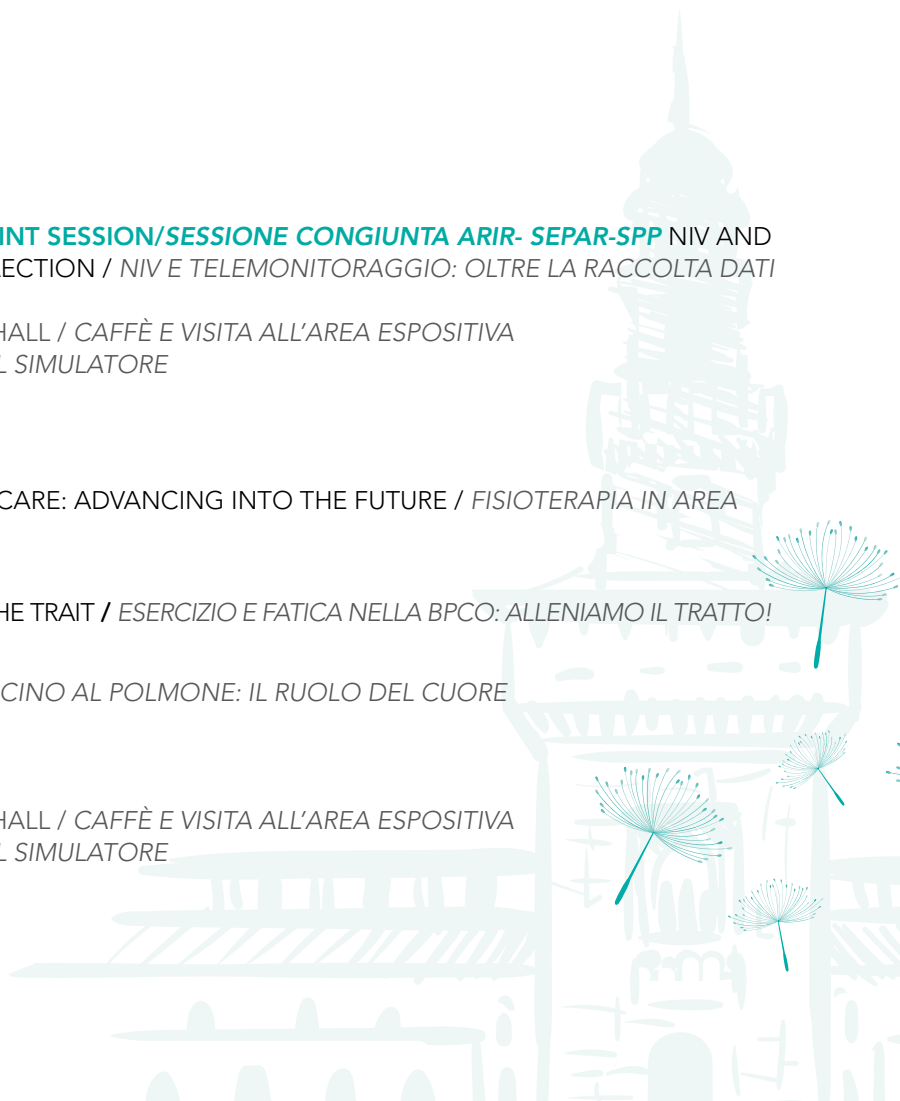 INT SESSION/SESSIONE CONGIUNTA ARIR- SEPAR-SPP NIV AND
LECTION / NIV E TELEMONITORAGGIO: OLTRE LA RACCOLTA DATI
HALL / CAFFÈ E VISITA ALL’AREA ESPOSITIVA
L SIMULATORE
CARE: ADVANCING INTO THE FUTURE / FISIOTERAPIA IN AREA
HE TRAIT / ESERCIZIO E FATICA NELLA BPCO: ALLENIAMO IL TRATTO!
CINO AL POLMONE: IL RUOLO DEL CUORE
HALL / CAFFÈ E VISITA ALL’AREA ESPOSITIVA
L SIMULATORE